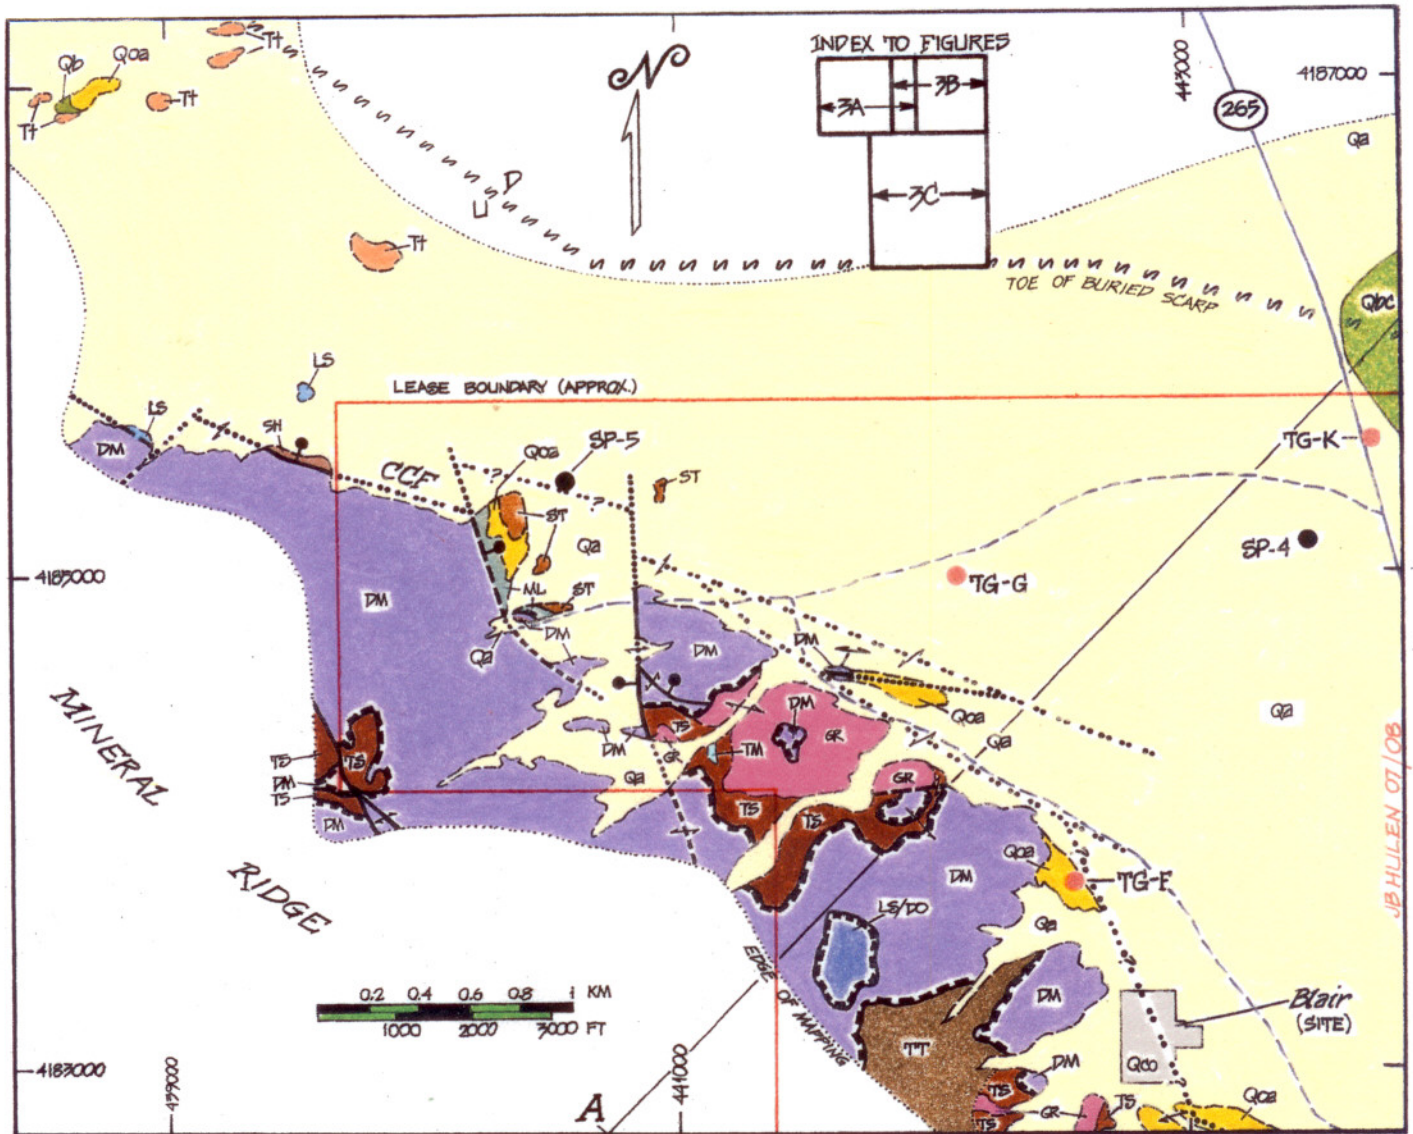 INDEX TO FIGURES
3A
3B
3C
N
443000
4187000
265
Qa
Tt
Qb
Qoa
Tt
Tt
Tt
D
U
Tt
TOE OF BURIED SCARP
Qbc
LS
LEASE BOUNDARY (APPROX.)
LS
SH
DM
CCF
Qoa
SP-5
?
?
ST
ST
TG-K
Qa
SP-4
4185000
DM
ML
ST
TG-G
DM
Qa
DM
DM
MINERAL
RIDGE
TS
DM
TS
TS
DM
DM
Qa
TS
GR
TM
DM
GR
Qoa
Qa
Qa
GR
TS
TS
DM
Qoa
?
TG-F
LS/DO
Qa
?
EDGE OF MAPPING
0.2 0.4 0.6 0.8 1 KM
1000 2000 3000 FT
DM
Blair
(SITE)
TT
DM
Qoa
?
4183000
439000
441000
A
TS
TS
GR
TS
Qoa
JBHULEN 07/08